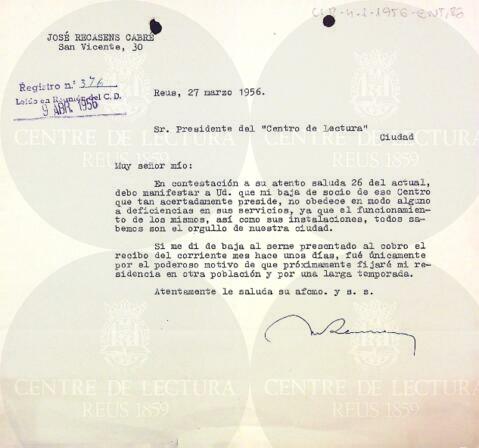 CLR-4-2-1956-ENT,86
JOSÉ RECASENS CABRÉ
San Vicente, 30
Registro n.º 376
Leído en Reunión del C. D.
9 ABR. 1956
Reus, 27 marzo 1956.
Sr. Presidente del "Centro de Lectura"
Ciudad
Muy señor mío:
En contestación a su atento saluda 26 del actual,
debo manifestar a Ud. que mi baja de socio de ese Centro
que tan acertadamente preside, no obedece en modo alguno
a deficiencias en sus servicios, ya que el funcionamiento
de los mismos, así como sus instalaciones, todos sa-
bemos son el orgullo de nuestra ciudad.
Si me di de baja al serme presentado al cobro el
recibo del corriente mes hace unos días, fué únicamente
por el poderoso motivo de que próximamente fijaré mi re-
sidencia en otra población y por una larga temporada.
Atentamente le saluda su afcmo. y s. s.
CENTRE DE LECTURA
REUS 1859
CENTRE DE LECTURA
REUS 1859
CENTRE DE LECTURA
REUS 1859
CENTRE DE LECTURA
REUS 1859